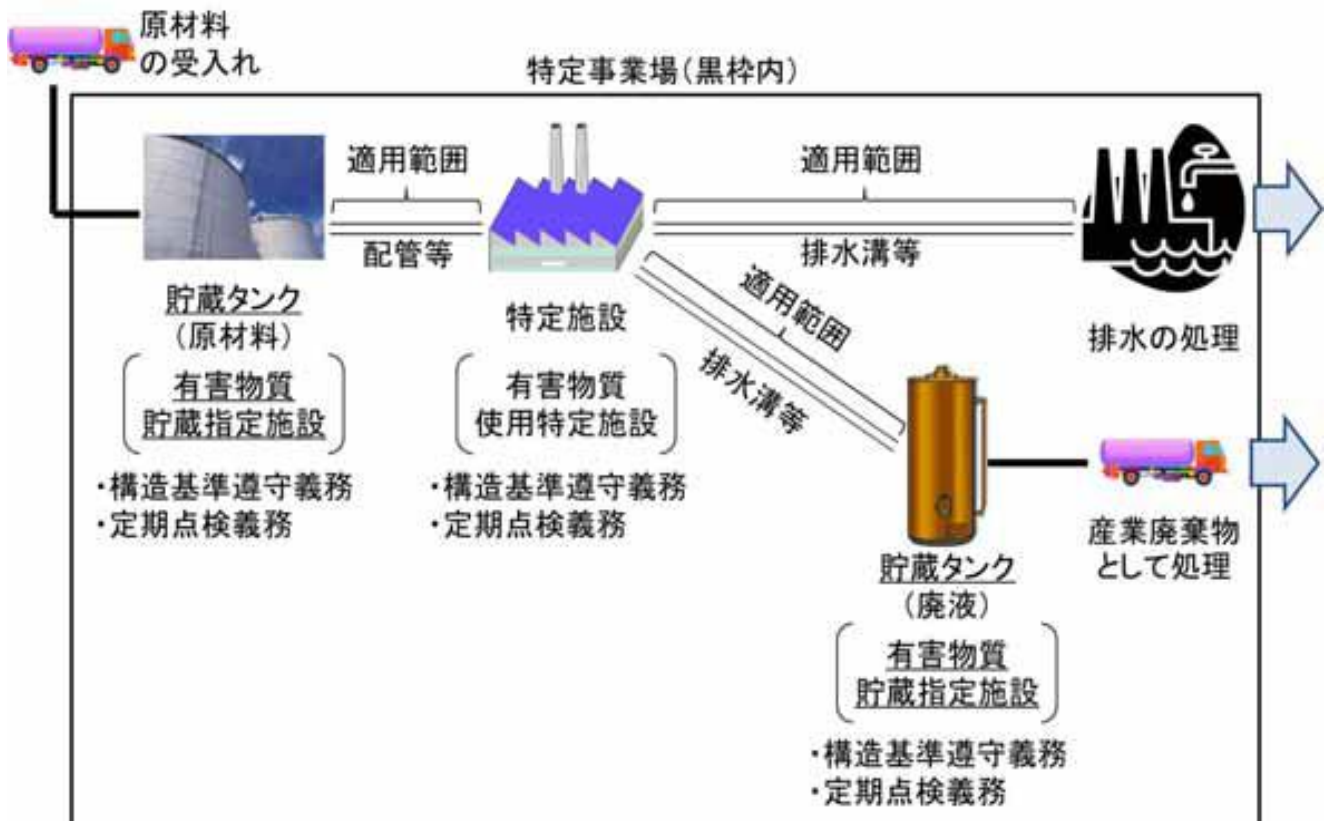 原材料
の受入れ
特定事業場(黒枠内)
適用範囲
配管等
適用範囲
排水溝等
適用範囲
排水溝等
貯蔵タンク
(原材料)
有害物質
貯蔵指定施設
・構造基準遵守義務
・定期点検義務
特定施設
有害物質
使用特定施設
・構造基準遵守義務
・定期点検義務
排水の処理
産業廃棄物
として処理
貯蔵タンク
(廃液)
有害物質
貯蔵指定施設
・構造基準遵守義務
・定期点検義務